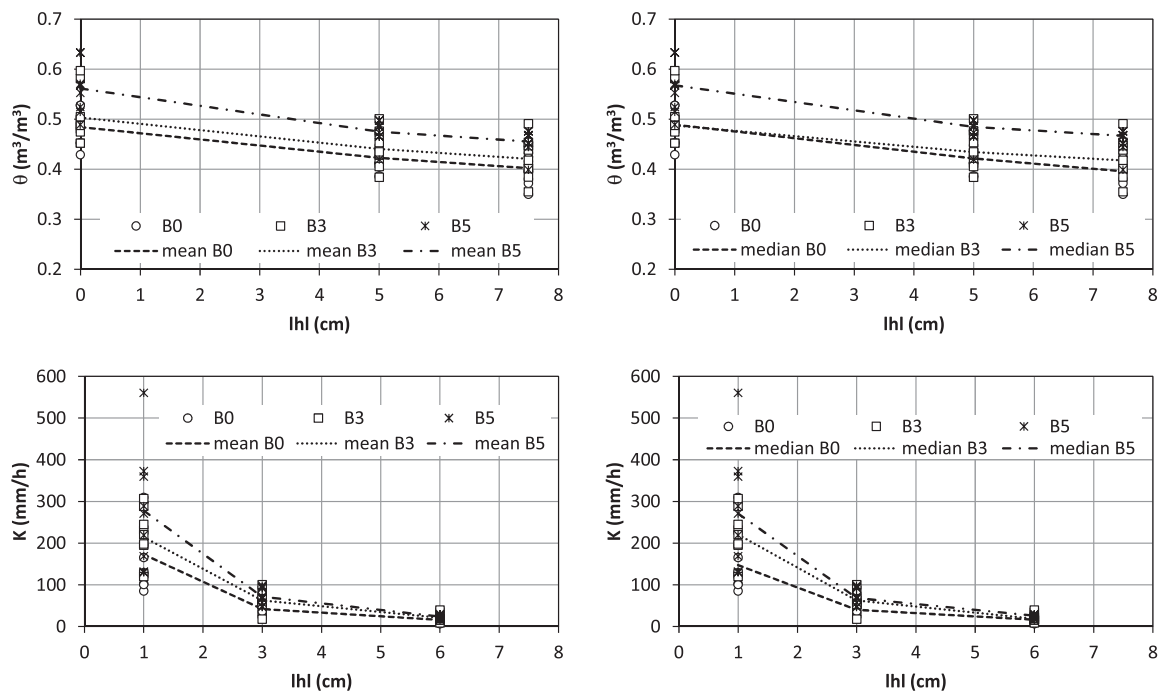 0.7
0.6
0.5
0.4
0.3
0.2
θ (m³/m³)
B0 B3 B5
mean B0 mean B3 mean B5
0 1 2 3 4 5 6 7 8
lhl (cm)
0.7
0.6
0.5
0.4
0.3
0.2
θ (m³/m³)
B0 B3 B5
median B0 median B3 median B5
0 1 2 3 4 5 6 7 8
lhl (cm)
600
500
400
300
200
100
0
K (mm/h)
B0 B3 B5
mean B0 mean B3 mean B5
0 1 2 3 4 5 6 7 8
lhl (cm)
600
500
400
300
200
100
0
K (mm/h)
B0 B3 B5
median B0 median B3 median B5
0 1 2 3 4 5 6 7 8
lhl (cm)